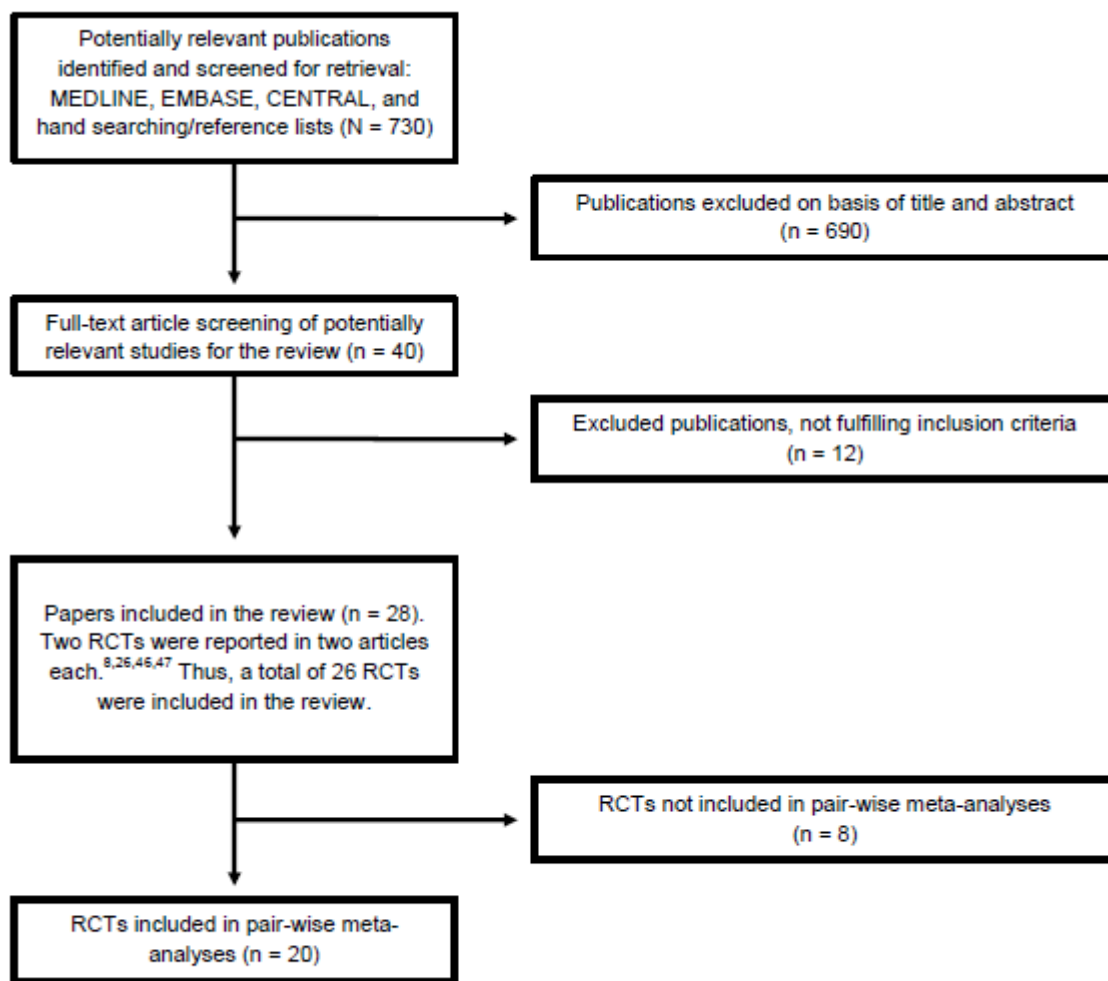 Potentially relevant publications
identified and screened for retrieval:
MEDLINE, EMBASE, CENTRAL, and
hand searching/reference lists (N = 730)
Publications excluded on basis of title and abstract
(n = 690)
Full-text article screening of potentially
relevant studies for the review (n = 40)
Excluded publications, not fulfilling inclusion criteria
(n = 12)
Papers included in the review (n = 28).
Two RCTs were reported in two articles
each.8,26,46,47 Thus, a total of 26 RCTs
were included in the review.
RCTs not included in pair-wise meta-analyses
(n = 8)
RCTs included in pair-wise meta-
analyses (n = 20)